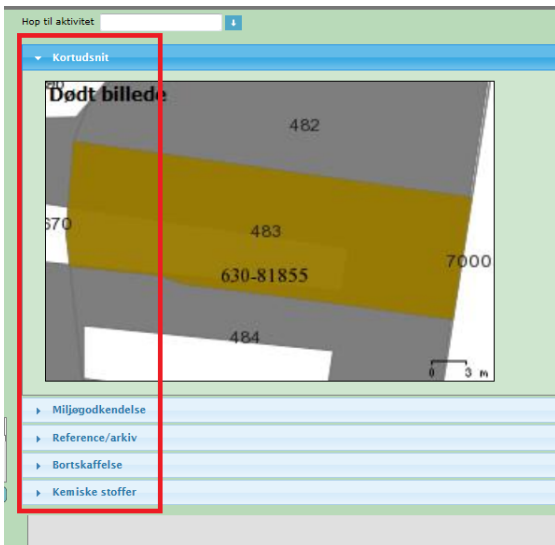 Hop til aktivitet
Kortudsnit
Dødt billede
482
670
483
7000
630-81855
484
0 3 m
Miljøgodkendelse
Reference/arkiv
Bortskaffelse
Kemiske stoffer